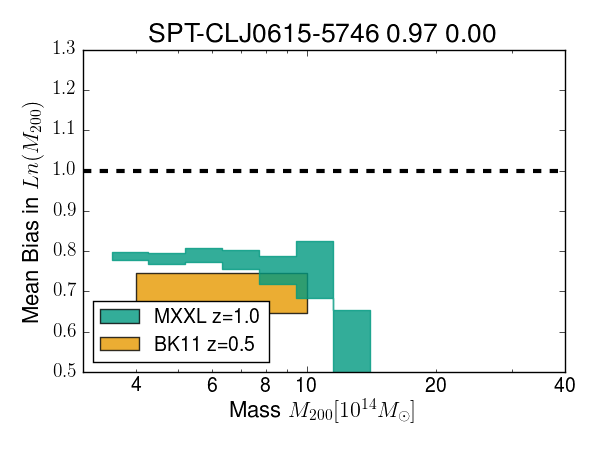 SPT-CLJ0615-5746 0.97 0.00
1.3
1.2
1.1
1.0
0.9
0.8
0.7
0.6
0.5
Mean Bias in Ln(M200)
MXXL z=1.0
BK11 z=0.5
4 6 8 10 20 40
Mass M200[10^14 M⊙]